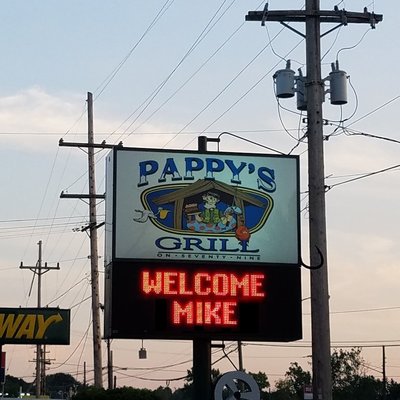 PAPPY'S
GRILL
ON • SEVENTY - NINE
WELCOME
MIKE
WAY